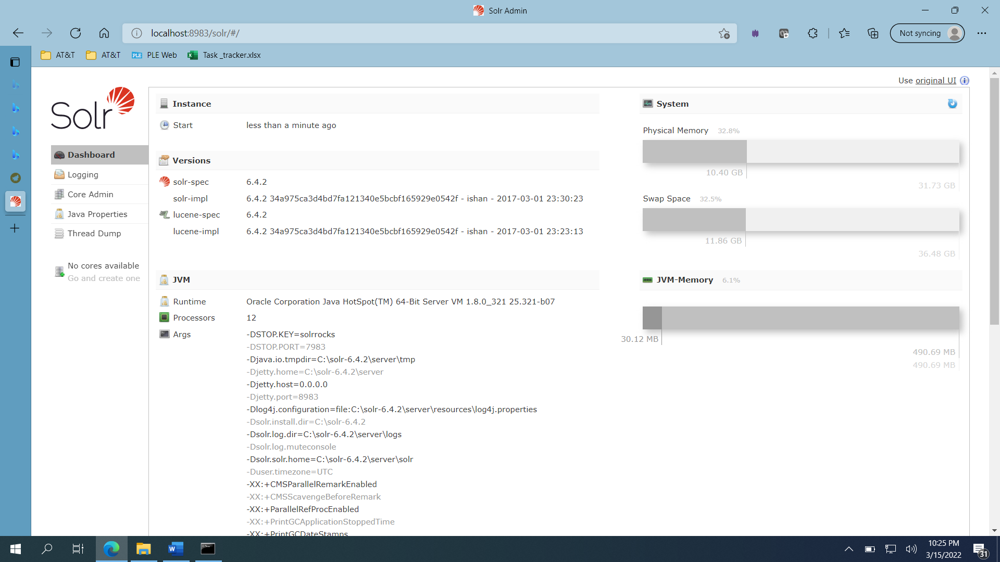 Solr Admin
localhost:8983/solr/#/
Not syncing
AT&T
AT&T
PLE PLE Web
Task _tracker.xlsx
Use original UI
Solr
Dashboard
Logging
Core Admin
Java Properties
Thread Dump
No cores available
Go and create one
Instance
Start less than a minute ago
Versions
solr-spec 6.4.2
solr-impl 6.4.2 34a975ca3d4bd7fa121340e5bcbf165929e0542f - ishan - 2017-03-01 23:30:23
lucene-spec 6.4.2
lucene-impl 6.4.2 34a975ca3d4bd7fa121340e5bcbf165929e0542f - ishan - 2017-03-01 23:23:13
JVM
Runtime Oracle Corporation Java HotSpot(TM) 64-Bit Server VM 1.8.0_321 25.321-b07
Processors 12
Args -DSTOP.KEY=solrrocks
-DSTOP.PORT=7983
-Djava.io.tmpdir=C:\solr-6.4.2\server\tmp
-Djetty.home=C:\solr-6.4.2\server
-Djetty.host=0.0.0.0
-Djetty.port=8983
-Dlog4j.configuration=file:C:\solr-6.4.2\server\resources\log4j.properties
-Dsolr.install.dir=C:\solr-6.4.2
-Dsolr.log.dir=C:\solr-6.4.2\server\logs
-Dsolr.log.muteconsole
-Dsolr.solr.home=C:\solr-6.4.2\server\solr
-Duser.timezone=UTC
-XX:+CMSParallelRemarkEnabled
-XX:+CMSScavengeBeforeRemark
-XX:+ParallelRefProcEnabled
-XX:+PrintGCApplicationStoppedTime
-XX:+PrintGCDateStamps
System
Physical Memory 32.8%
10.40 GB
31.73 GB
Swap Space 32.5%
11.86 GB
36.48 GB
JVM-Memory 6.1%
30.12 MB
490.69 MB
490.69 MB
10:25 PM
3/15/2022
31